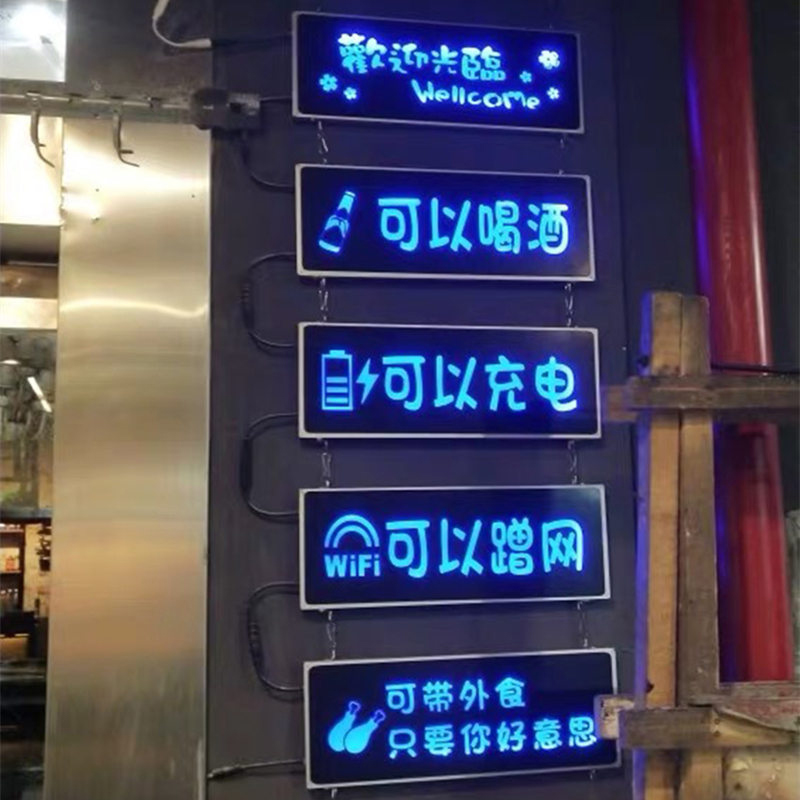 歡迎光臨
Wellcome
可以喝酒
可以充电
WiFi 可以蹭网
可带外食
只要你好意思